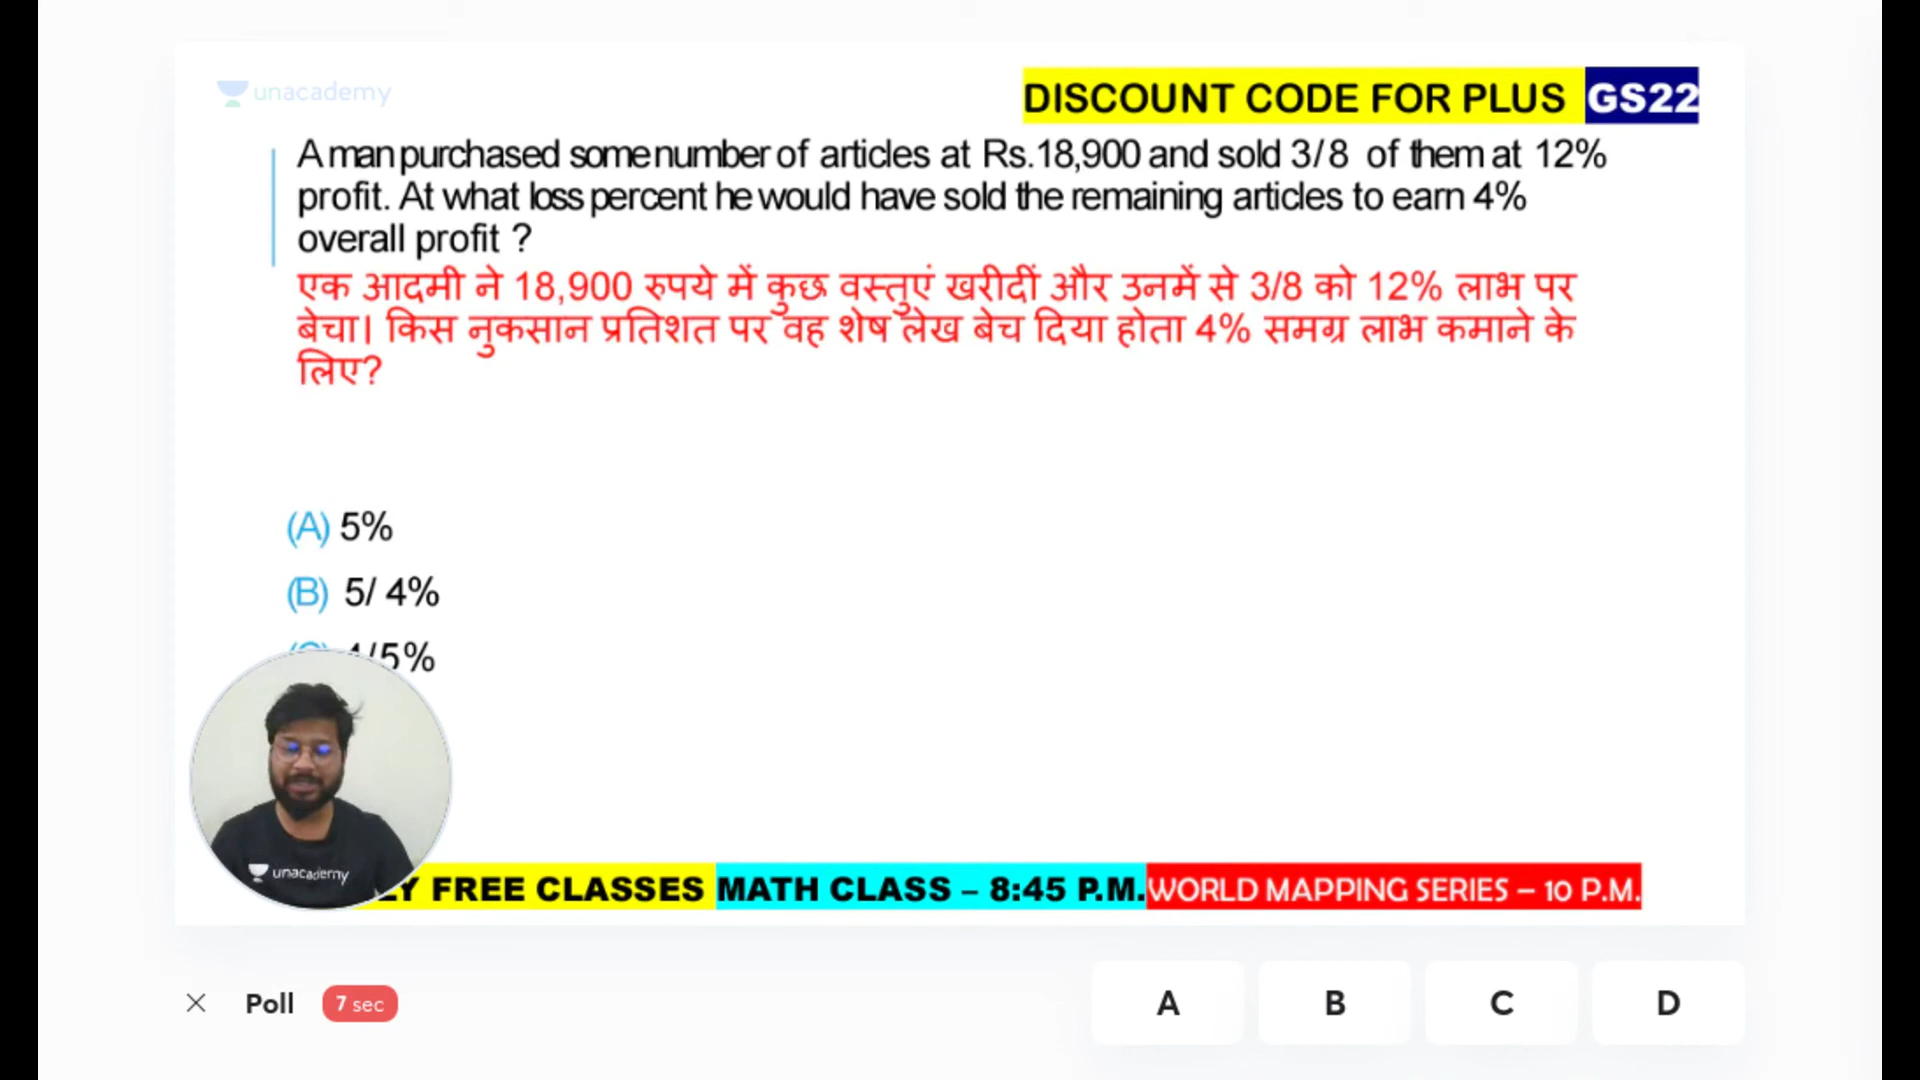 unacademy
DISCOUNT CODE FOR PLUS GS22
A man purchased some number of articles at Rs.18,900 and sold 3/8 of them at 12%
profit. At what loss percent he would have sold the remaining articles to earn 4%
overall profit ?
एक आदमी ने 18,900 रुपये में कुछ वस्तुएं खरीदीं और उनमें से 3/8 को 12% लाभ पर
बेचा। किस नुकसान प्रतिशत पर वह शेष लेख बेच दिया होता 4% समग्र लाभ कमाने के
लिए?
(A) 5%
(B) 5/ 4%
4/5%
unacademy
FREE CLASSES MATH CLASS – 8:45 P.M. WORLD MAPPING SERIES – 10 P.M.
Poll 7 sec A B C D